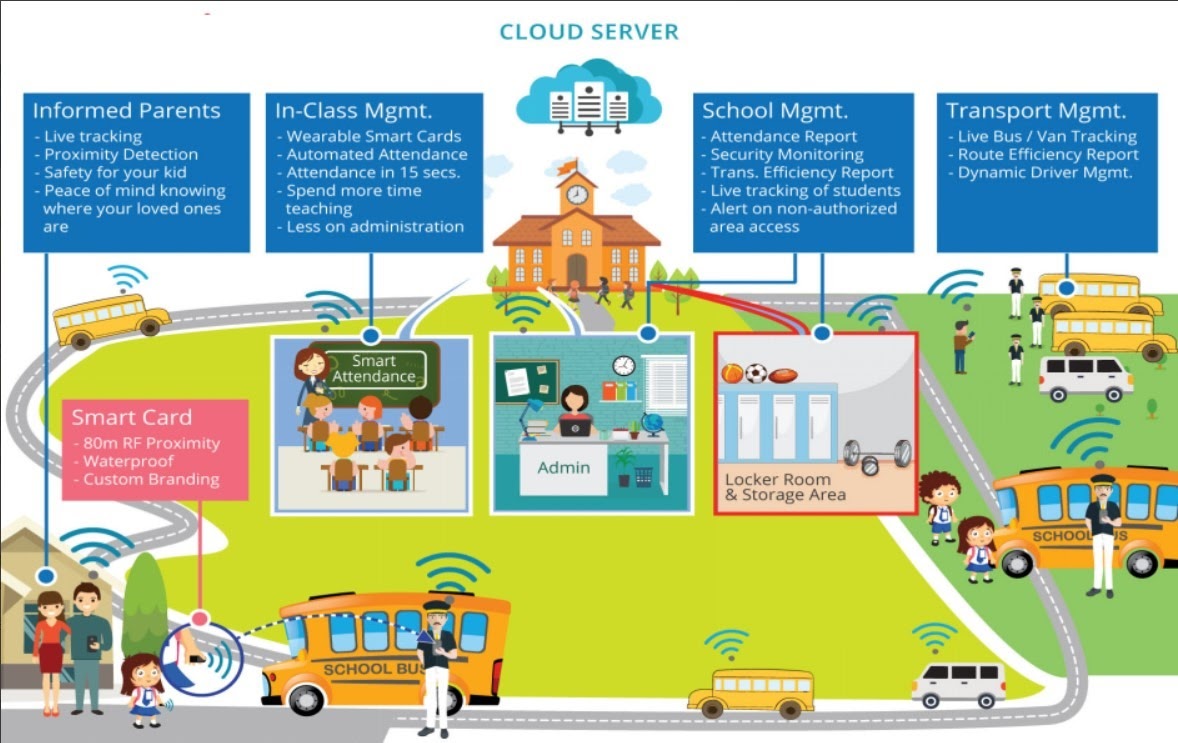 CLOUD SERVER
Informed Parents
- Live tracking
- Proximity Detection
- Safety for your kid
- Peace of mind knowing
where your loved ones
are
In-Class Mgmt.
- Wearable Smart Cards
- Automated Attendance
- Attendance in 15 secs.
- Spend more time
teaching
- Less on administration
School Mgmt.
- Attendance Report
- Security Monitoring
- Trans. Efficiency Report
- Live tracking of students
- Alert on non-authorized
area access
Transport Mgmt.
- Live Bus / Van Tracking
- Route Efficiency Report
- Dynamic Driver Mgmt.
Smart
Attendance
Admin
Locker Room
& Storage Area
Smart Card
- 80m RF Proximity
- Waterproof
- Custom Branding
SCHOOL BUS
SCHOOL BUS